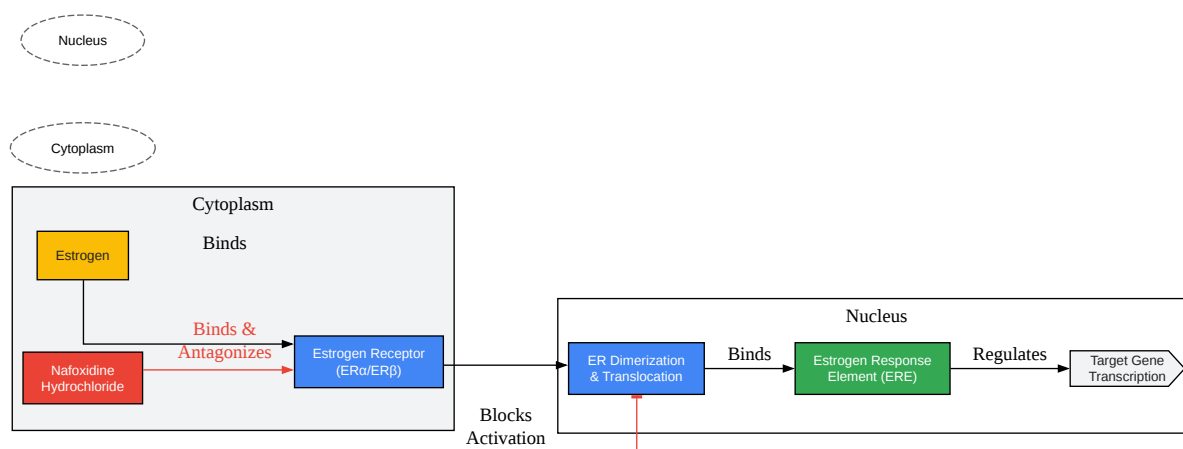 Nucleus
Cytoplasm
Cytoplasm
Binds
Estrogen
Binds &
Antagonizes
Nafoxidine
Hydrochloride
Estrogen Receptor
(ERα/ERβ)
Blocks
Activation
Nucleus
ER Dimerization
& Translocation
Binds
Estrogen Response
Element (ERE)
Regulates
Target Gene
Transcription